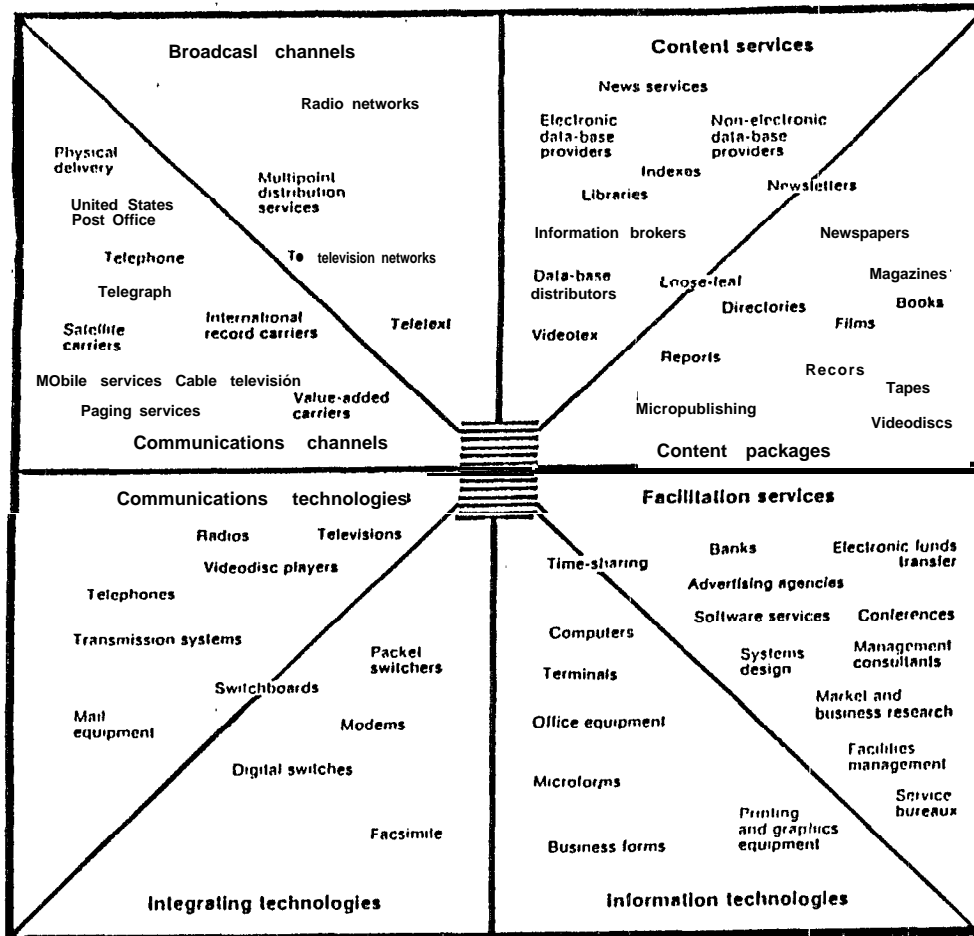 Broadcasl channels
Radio networks
Physical
delivery
Multipoint
distribution
services
United States
Post Office
To television networks
Telephone
Telegraph
Satellite
carriers
International
record carriers
Teletext
MObile services Cable televisión
Paging services
Value-added
carriers
Communications channels
Content services
News services
Electronic
data-base
providers
Non-electronic
data-base
providers
Indexes
Libraries
Newsletters
Information brokers
Newspapers
Data-base
distributors
Loose-leaf
Magazines
Directories
Books
Videotex
Films
Reports
Recors
Tapes
Micropublishing
Videodiscs
Content packages
Communications technologies
Radios
Televisions
Videodisc players
Telephones
Transmission systems
Packet
switchers
Switchboards
Mail
equipment
Modems
Digital switches
Facsimile
Integrating technologies
Facilitation services
Time-sharing
Banks
Electronic funds
transfer
Advertising agencies
Software services
Conferences
Computers
Systems
design
Management
consultants
Terminals
Market and
business research
Office equipment
Facilities
management
Microforms
Service
bureaux
Printing
and graphics
equipment
Business forms
Information technologies